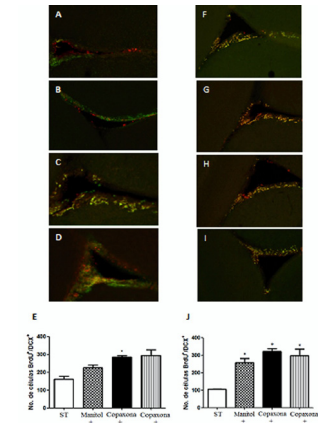 A
F
B
G
C
H
D
I
E
No. de células BrdU⁺/DCX⁺
400
300
200
100
0
*
ST
Manitol
+
Copaxona
+
Copaxona
+
J
No. de células BrdU⁺/DCX⁺
400
300
200
100
0
*
*
*
ST
Manitol
+
Copaxona
+
Copaxona
+